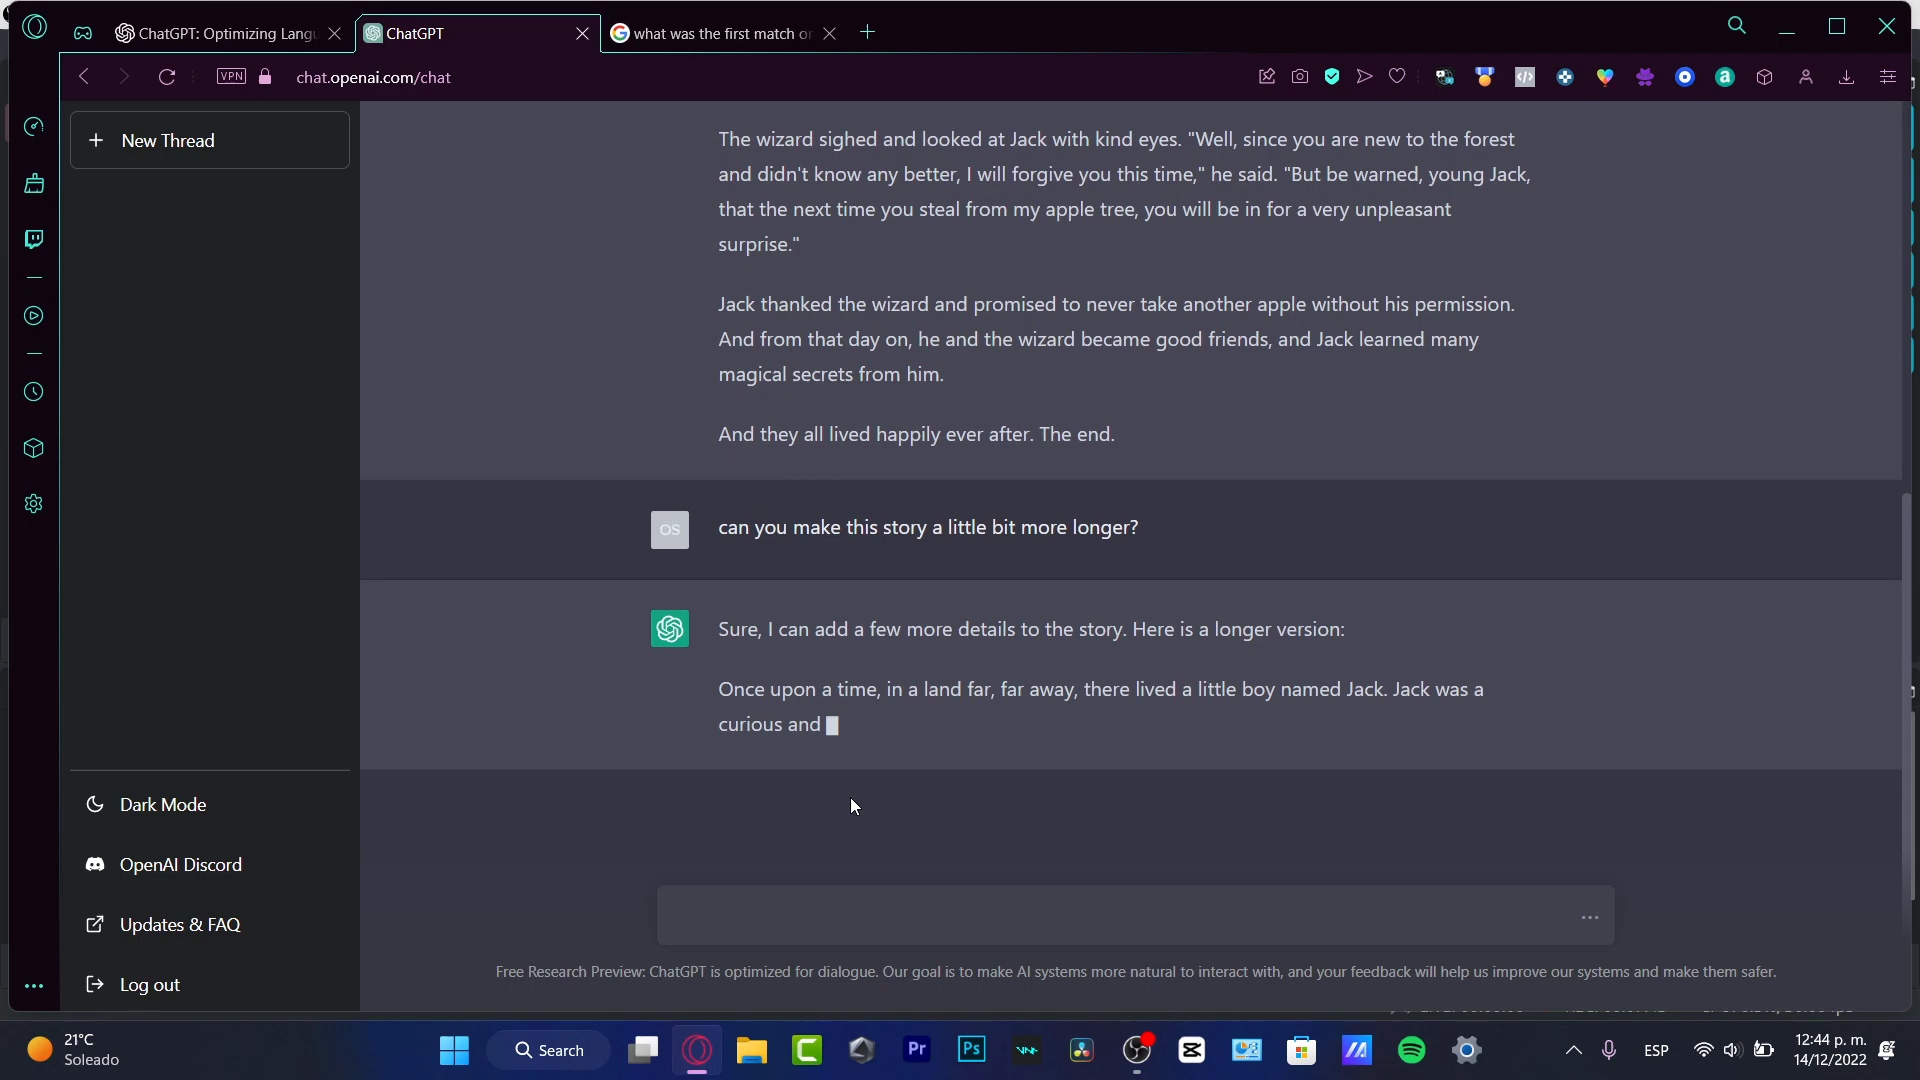 ChatGPT: Optimizing Langu
ChatGPT
what was the first match or
VPN
chat.openai.com/chat
New Thread
The wizard sighed and looked at Jack with kind eyes. "Well, since you are new to the forest
and didn't know any better, I will forgive you this time," he said. "But be warned, young Jack,
that the next time you steal from my apple tree, you will be in for a very unpleasant
surprise."
Jack thanked the wizard and promised to never take another apple without his permission.
And from that day on, he and the wizard became good friends, and Jack learned many
magical secrets from him.
And they all lived happily ever after. The end.
OS
can you make this story a little bit more longer?
Sure, I can add a few more details to the story. Here is a longer version:
Once upon a time, in a land far, far away, there lived a little boy named Jack. Jack was a
curious and
Dark Mode
OpenAI Discord
Updates & FAQ
Log out
Free Research Preview: ChatGPT is optimized for dialogue. Our goal is to make AI systems more natural to interact with, and your feedback will help us improve our systems and make them safer.
21°C
Soleado
Search
Pr
Ps
ESP
12:44 p. m.
14/12/2022